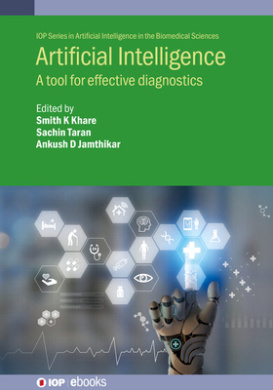 IOP Series in Artificial Intelligence in the Biomedical Sciences
Artificial Intelligence
A tool for effective diagnostics
Edited by
Smith K Khare
Sachin Taran
Ankush D Jamthikar
IOP | ebooks